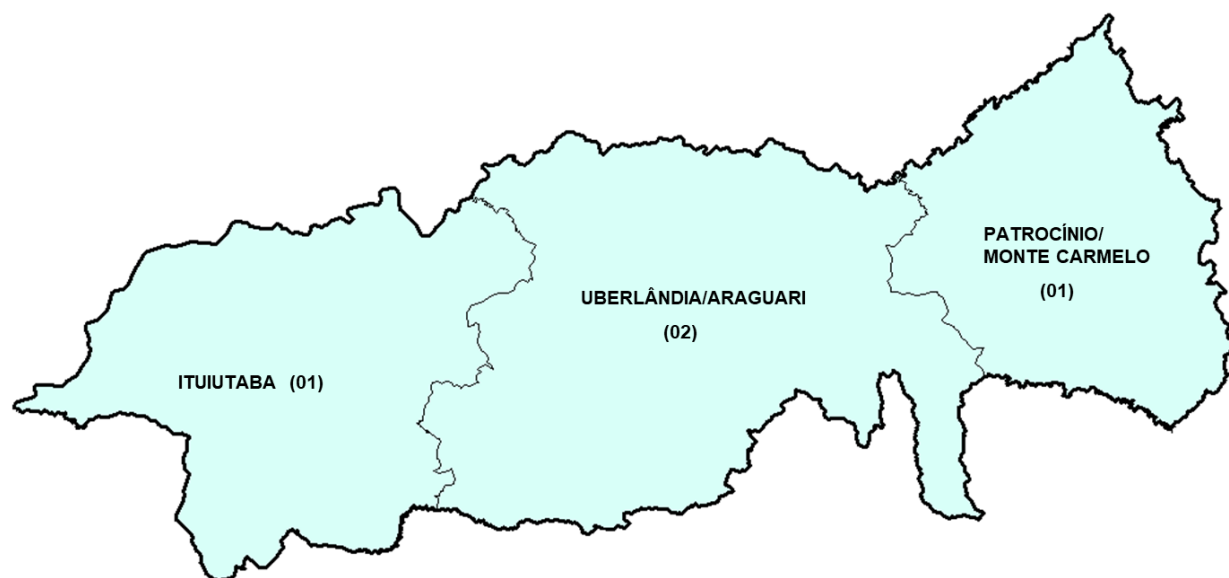 PATROCÍNIO/
MONTE CARMELO
(01)
UBERLÂNDIA/ARAGUARI
(02)
ITUIUTABA (01)